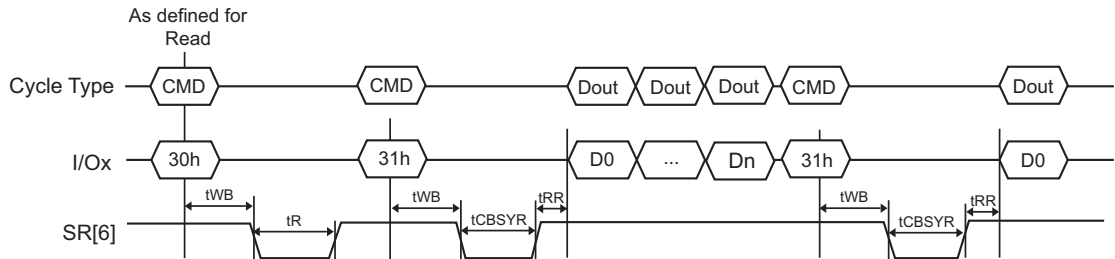 As defined for
Read
Cycle Type CMD CMD Dout Dout Dout CMD Dout
I/Ox 30h 31h D0 ... Dn 31h D0
tWB tWB tRR tWB tRR
SR[6] tR tCBSYR tCBSYR